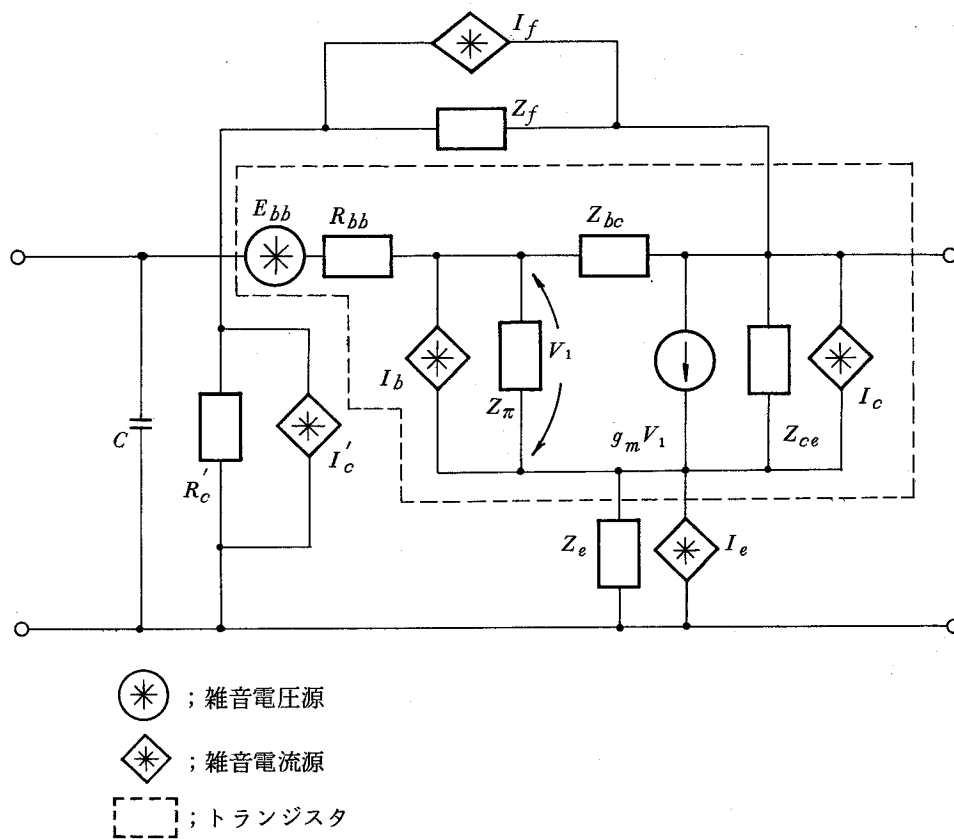 I_f
Z_f
E_bb
R_bb
Z_bc
I_b
Z_π
V_1
g_m V_1
Z_ce
I_c
C
R_c'
I_c'
Z_e
I_e
；雑音電圧源
；雑音電流源
；トランジスタ